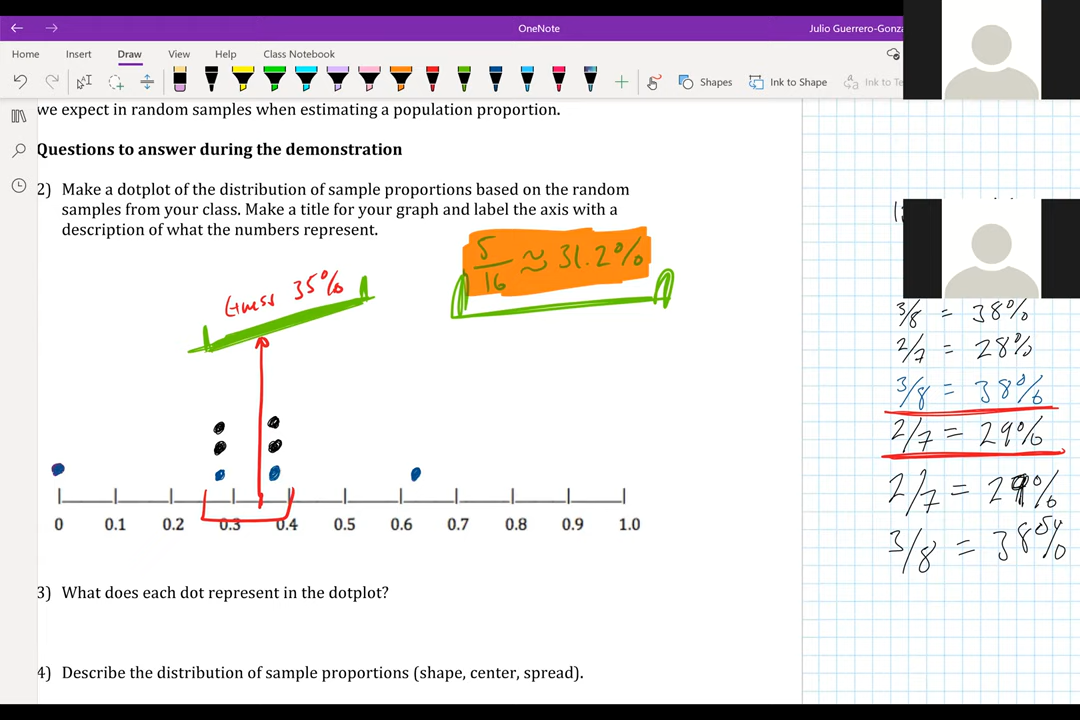 OneNote
Julio Guerrero-Gonza
Home Insert Draw View Help Class Notebook
Shapes Ink to Shape Ink to Te
we expect in random samples when estimating a population proportion.
Questions to answer during the demonstration
2) Make a dotplot of the distribution of sample proportions based on the random
samples from your class. Make a title for your graph and label the axis with a
description of what the numbers represent.
5/16 ≈ 31.2%
Guess 35%
0 0.1 0.2 0.3 0.4 0.5 0.6 0.7 0.8 0.9 1.0
3) What does each dot represent in the dotplot?
4) Describe the distribution of sample proportions (shape, center, spread).
3/8 = 38%
2/7 = 28%
3/8 = 38%
2/7 = 29%
2/7 = 29%
3/8 = 38%